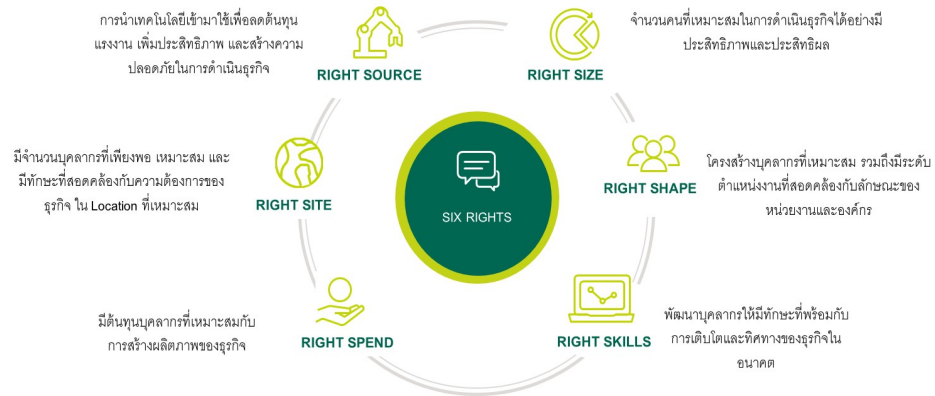 การนำเทคโนโลยีเข้ามาใช้เพื่อลดต้นทุน
แรงงาน เพิ่มประสิทธิภาพ และสร้างความ
ปลอดภัยในการดำเนินธุรกิจ
RIGHT SOURCE
จำนวนคนที่เหมาะสมในการดำเนินธุรกิจได้อย่างมี
ประสิทธิภาพและประสิทธิผล
RIGHT SIZE
มีจำนวนบุคลากรที่เพียงพอ เหมาะสม และ
มีทักษะที่สอดคล้องกับความต้องการของ
ธุรกิจ ใน Location ที่เหมาะสม
RIGHT SITE
SIX RIGHTS
RIGHT SHAPE
โครงสร้างบุคลากรที่เหมาะสม รวมถึงมีระดับ
ตำแหน่งงานที่สอดคล้องกับลักษณะของ
หน่วยงานและองค์กร
มีต้นทุนบุคลากรที่เหมาะสมกับ
การสร้างผลิตภาพของธุรกิจ
RIGHT SPEND
RIGHT SKILLS
พัฒนาบุคลากรให้มีทักษะที่พร้อมกับ
การเติบโตและทิศทางของธุรกิจใน
อนาคต